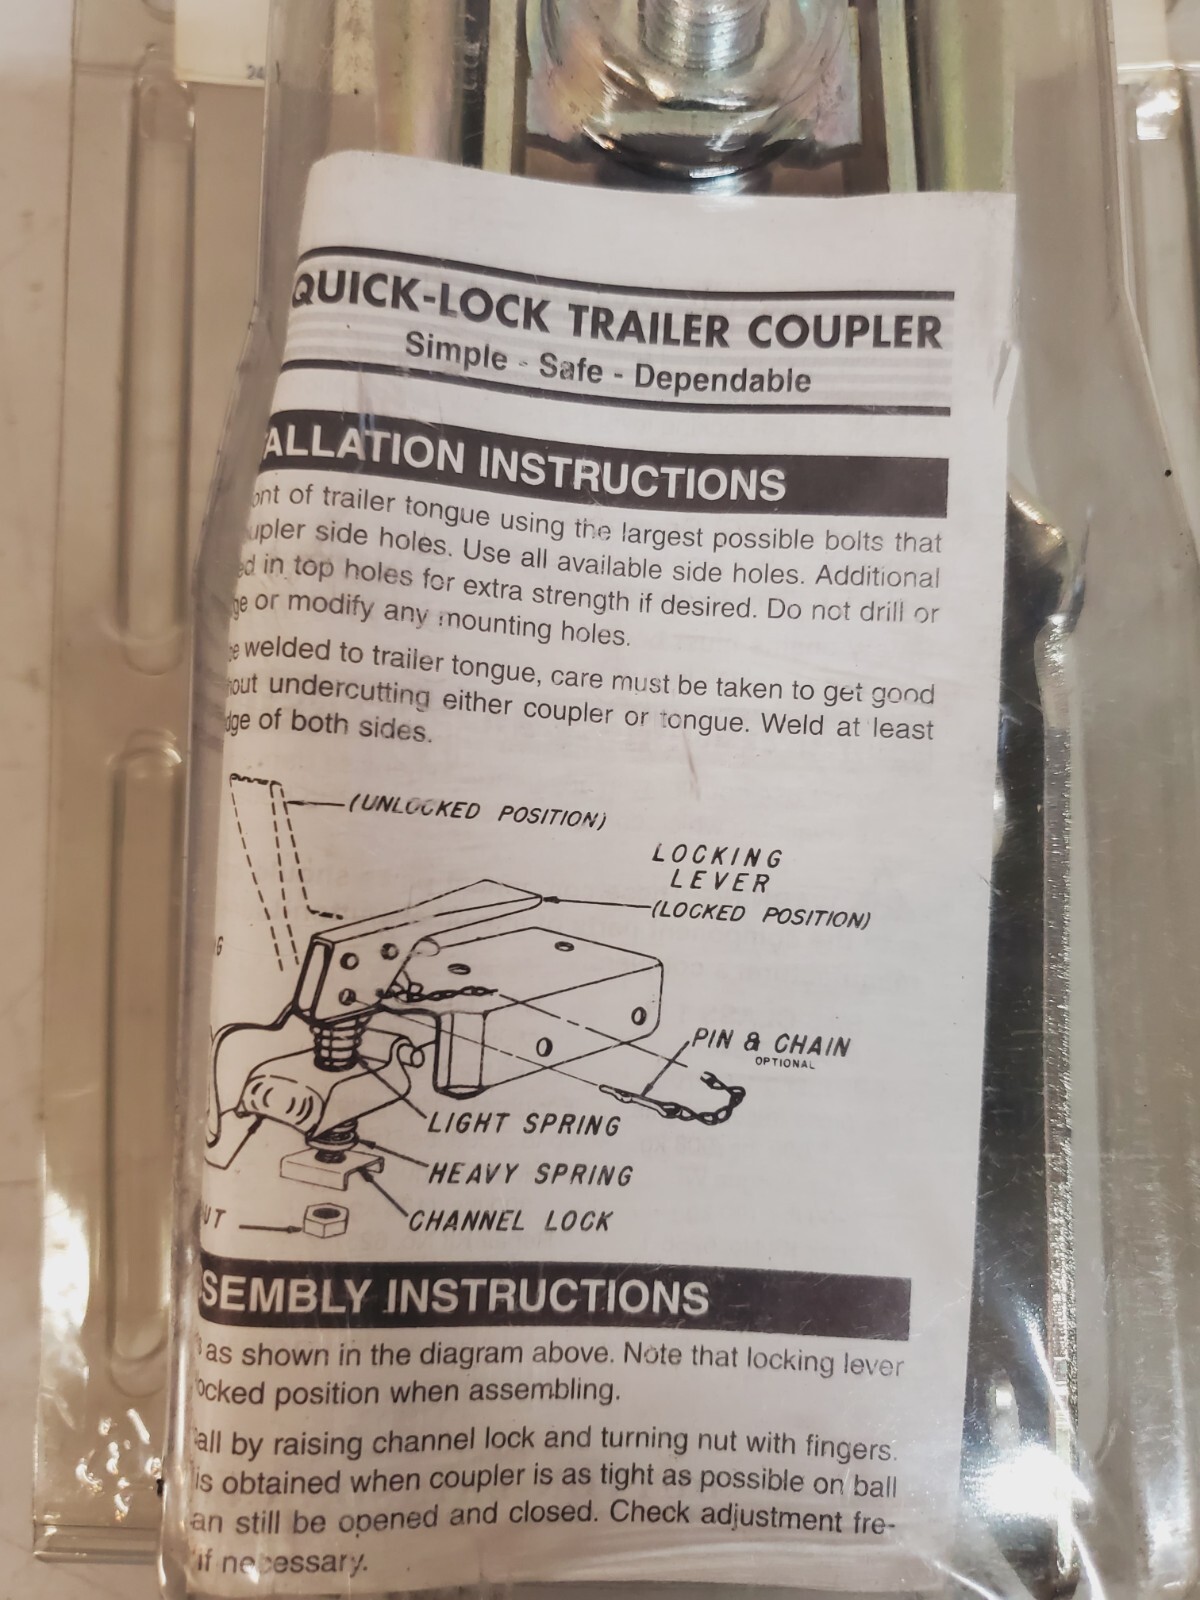 24
QUICK-LOCK TRAILER COUPLER
Simple - Safe - Dependable
ALLATION INSTRUCTIONS
ont of trailer tongue using the largest possible bolts that
upler side holes. Use all available side holes. Additional
ed in top holes for extra strength if desired. Do not drill or
ge or modify any mounting holes.
e welded to trailer tongue, care must be taken to get good
out undercutting either coupler or tongue. Weld at least
dge of both sides.
(UNLOCKED POSITION)
LOCKING
LEVER
(LOCKED POSITION)
G
PIN & CHAIN
OPTIONAL
LIGHT SPRING
HEAVY SPRING
UT
CHANNEL LOCK
SEMBLY INSTRUCTIONS
as shown in the diagram above. Note that locking lever
ocked position when assembling.
all by raising channel lock and turning nut with fingers.
is obtained when coupler is as tight as possible on ball
an still be opened and closed. Check adjustment fre-
if necessary.